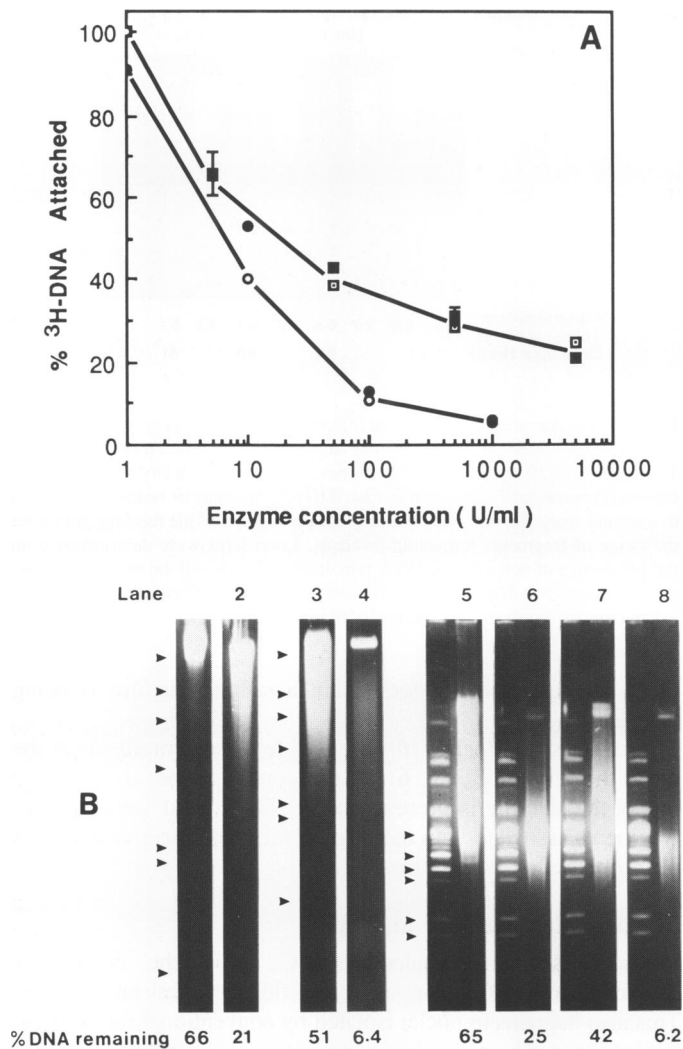 A
100
80
60
40
20
0
% ³H-DNA Attached
1 10 100 1000 10000
Enzyme concentration ( U/ml )
Lane 2 3 4 5 6 7 8
B
%DNA remaining 66 21 51 6·4 65 25 42 6·2